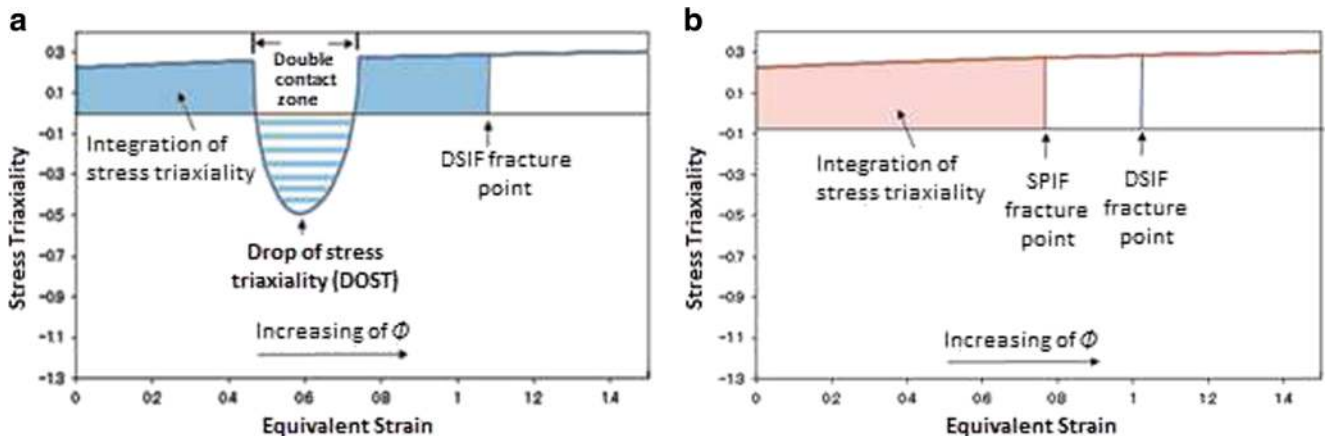 a
03
01
-01
-03
-05
-07
-09
-11
-13
0
02
04
06
08
1
12
14
Stress Triaxiality
Equivalent Strain
Double
contact
zone
Integration of
stress triaxiality
DSIF fracture
point
Drop of stress
triaxiality (DOST)
Increasing of Φ
b
03
01
-01
-03
-05
-07
-09
-11
-13
0
02
04
06
08
1
12
14
Stress Triaxiality
Equivalent Strain
Integration of
stress triaxiality
SPIF
fracture
point
DSIF
fracture
point
Increasing of Φ